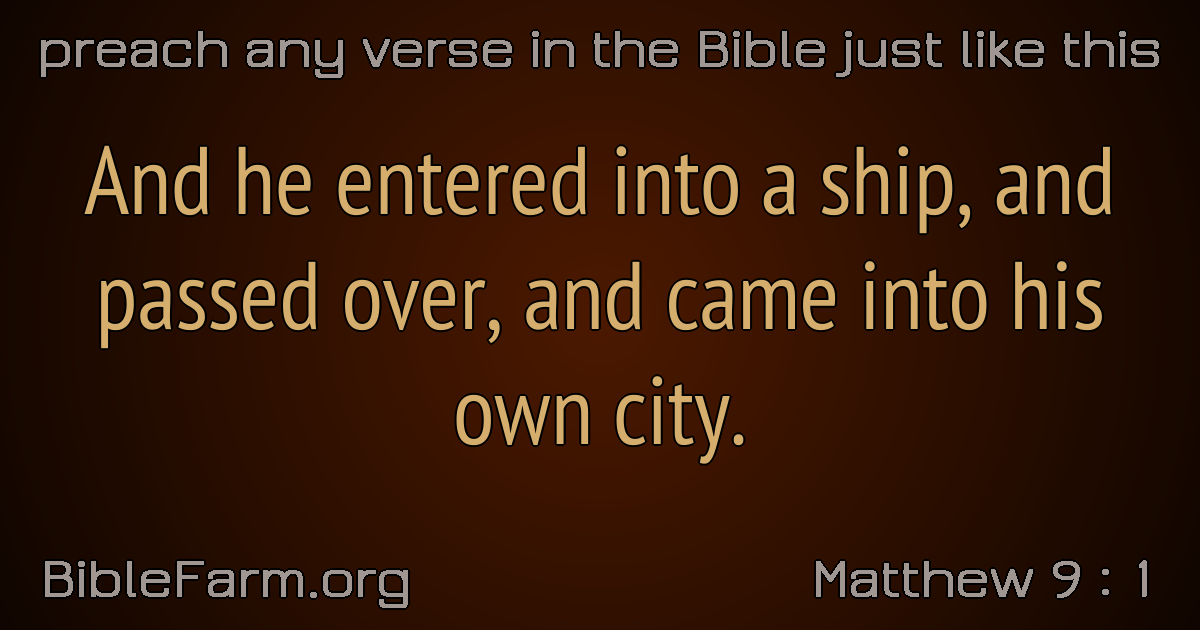 preach any verse in the Bible just like this
And he entered into a ship, and
passed over, and came into his
own city.
BibleFarm.org
Matthew 9 : 1